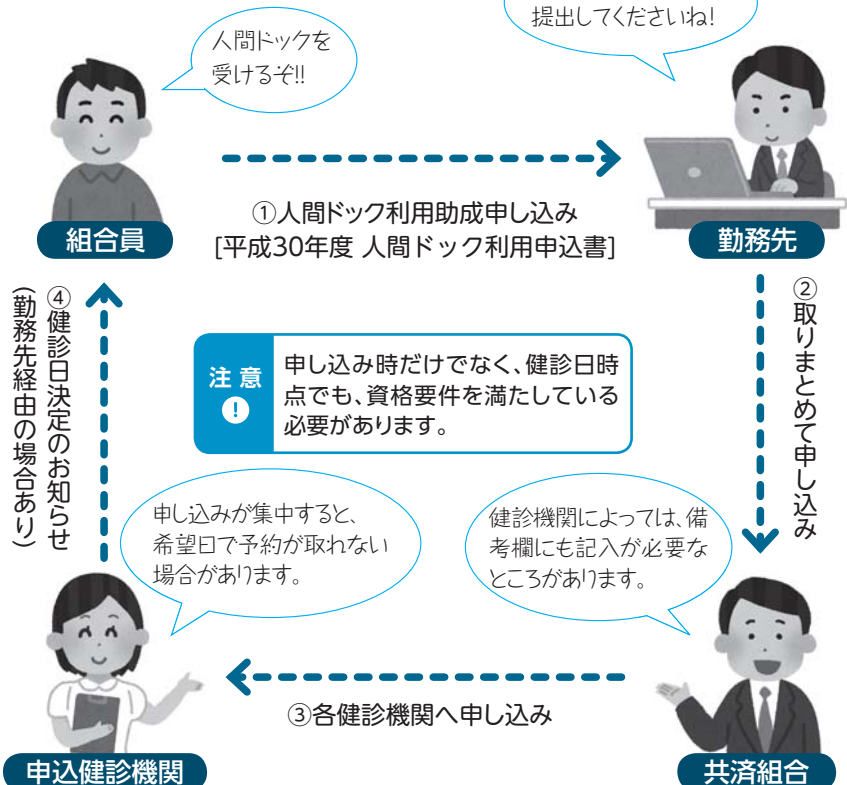 提出してくださいね!
人間ドックを
受けるぞ!!
①人間ドック利用助成申し込み
[平成30年度 人間ドック利用申込書]
組合員
勤務先
②取りまとめて申し込み
④健診日決定のお知らせ
(勤務先経由の場合あり)
注意
!
申し込み時だけでなく、健診日時
点でも、資格要件を満たしている
必要があります。
申し込みが集中すると、
希望日で予約が取れない
場合があります。
健診機関によっては、備
考欄にも記入が必要な
ところがあります。
③各健診機関へ申し込み
申込健診機関
共済組合